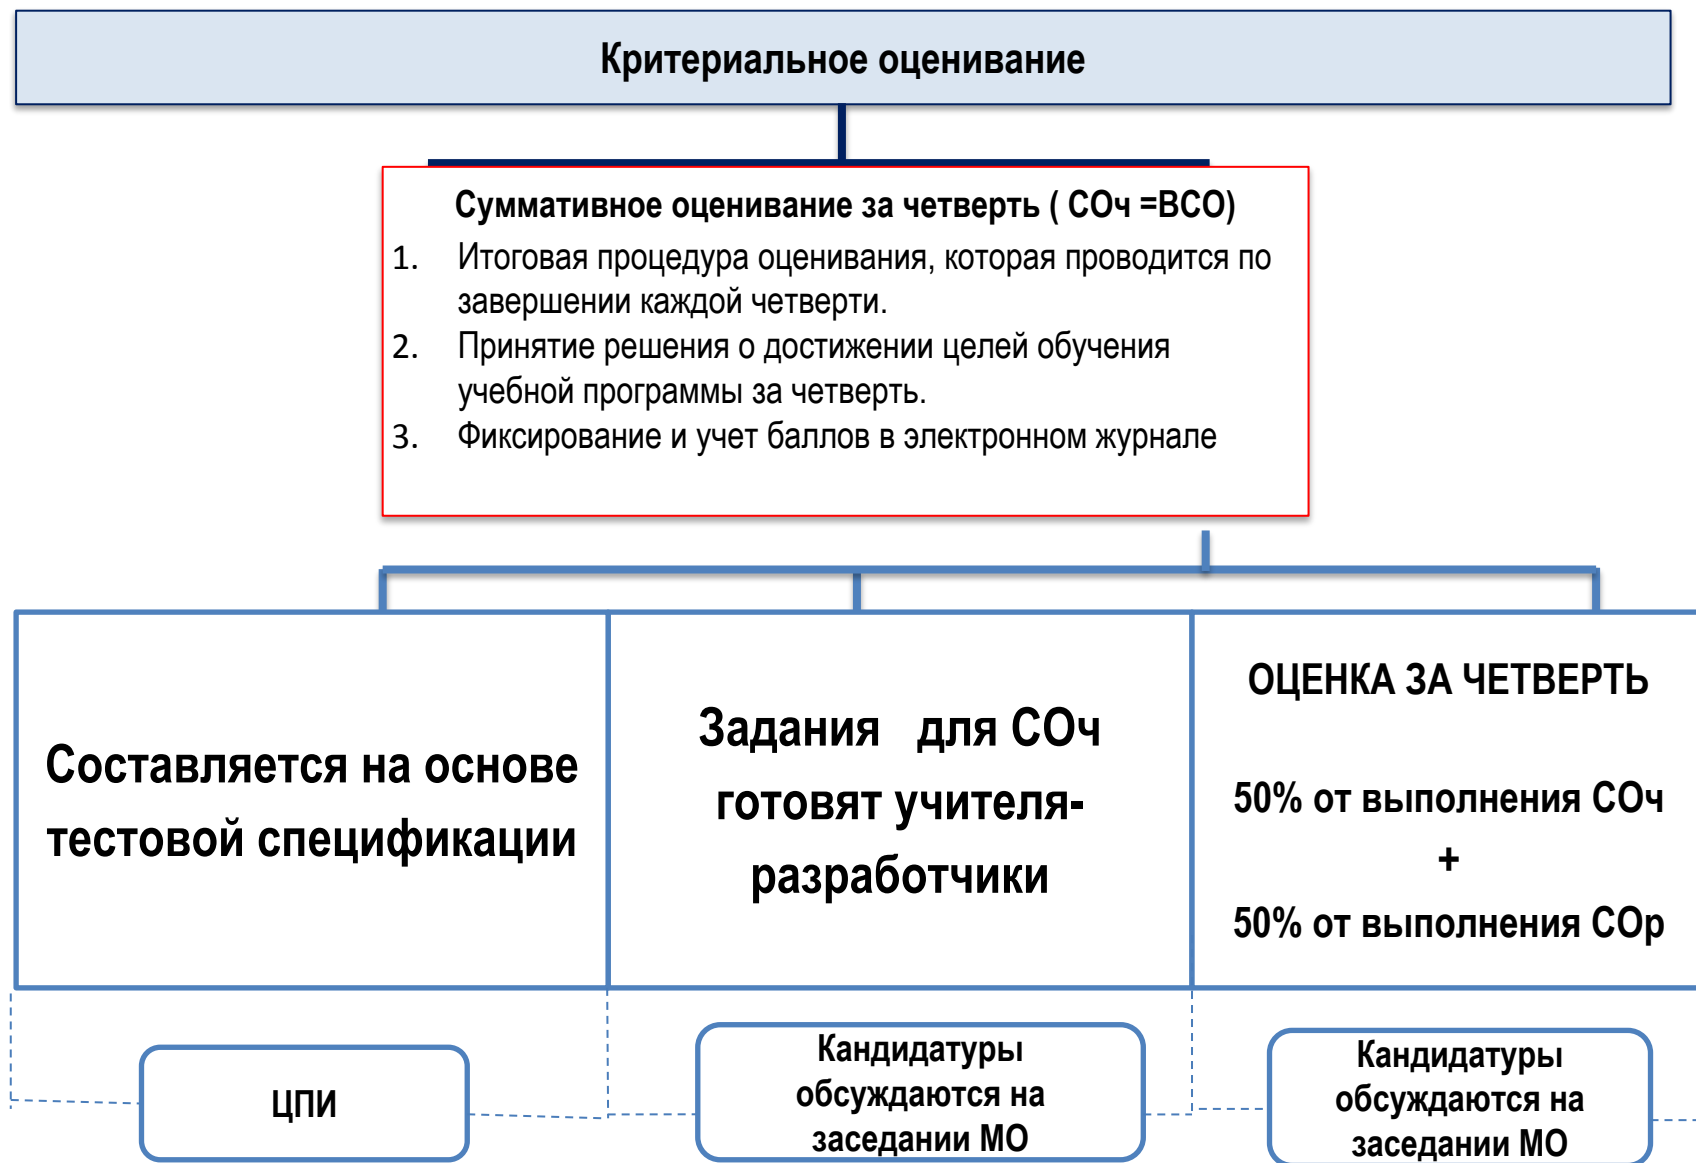 Критериальное оценивание
Суммативное оценивание за четверть ( СОч =ВСО)
1. Итоговая процедура оценивания, которая проводится по
завершении каждой четверти.
2. Принятие решения о достижении целей обучения
учебной программы за четверть.
3. Фиксирование и учет баллов в электронном журнале
Составляется на основе
тестовой спецификации
Задания для СОч
готовят учителя-
разработчики
ОЦЕНКА ЗА ЧЕТВЕРТЬ
50% от выполнения СОч
+
50% от выполнения СОр
ЦПИ
Кандидатуры
обсуждаются на
заседании МО
Кандидатуры
обсуждаются на
заседании МО